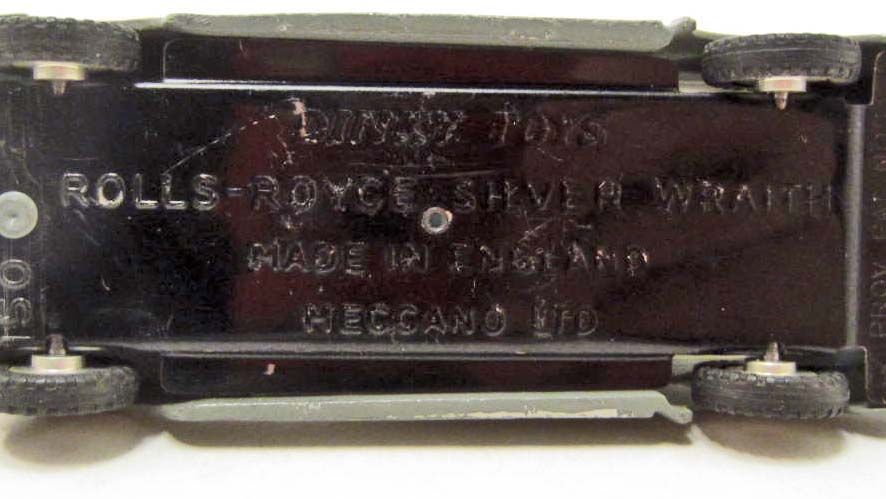 DINKY TOYS
ROLLS-ROYCE SILVER WRAITH
MADE IN ENGLAND
MECCANO LTD
150